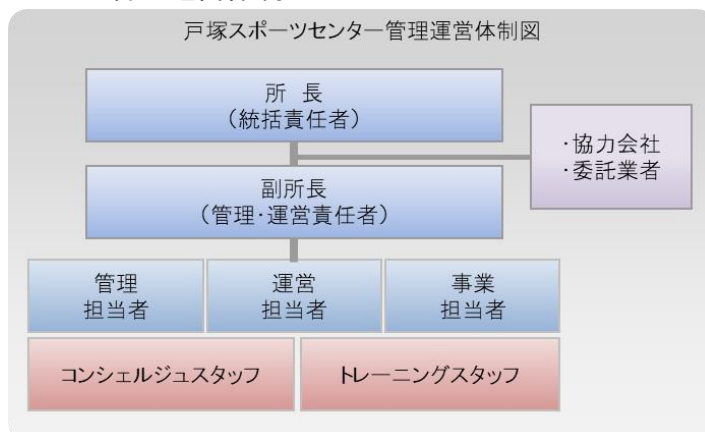 戸塚スポーツセンター管理運営体制図
所 長
(統括責任者)
・協力会社
・委託業者
副所長
(管理・運営責任者)
管理
担当者
運営
担当者
事業
担当者
コンシェルジュスタッフ
トレーニングスタッフ